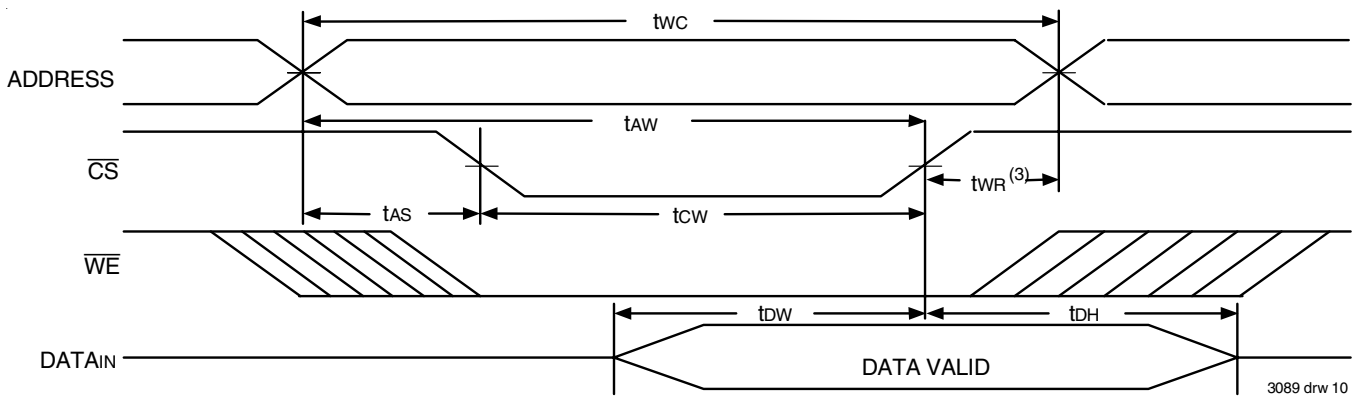 tWC
ADDRESS
tAW
CS
tWR (3)
tAS
tCW
WE
tDW
tDH
DATAIN
DATA VALID
3089 drw 10